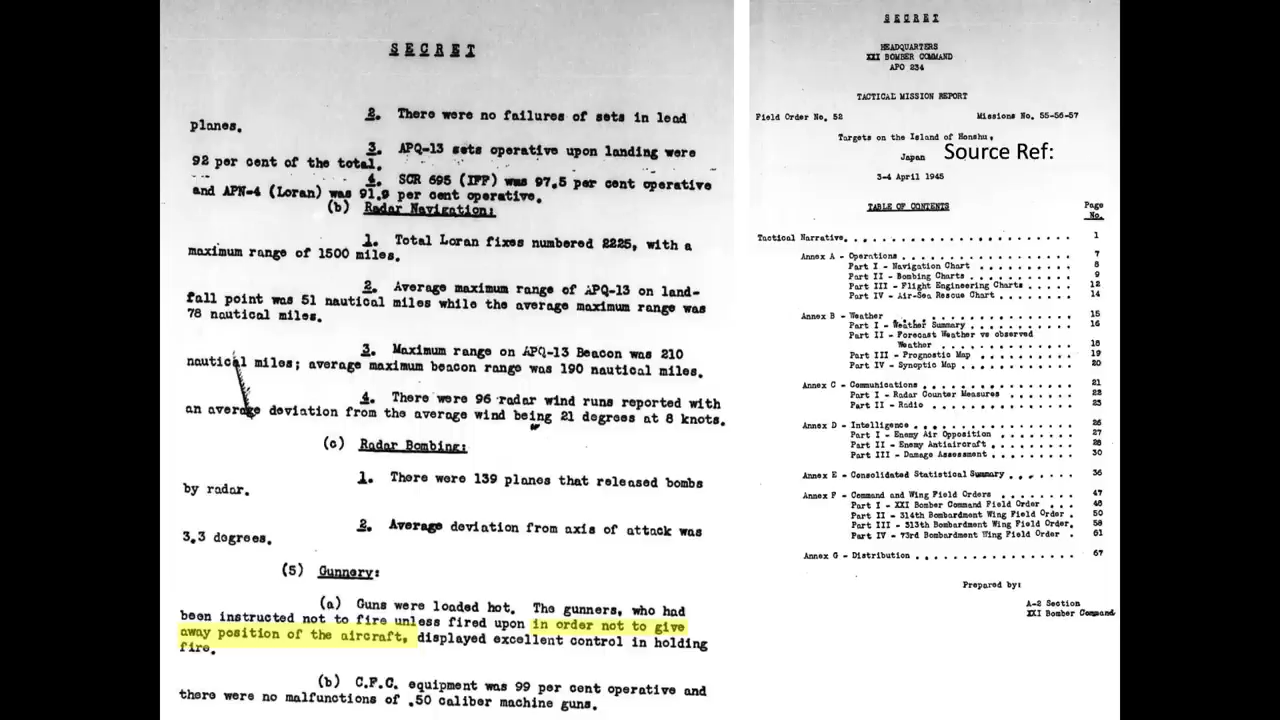 SECRET
2. There were no failures of sets in lead
planes.
3. APQ-13 sets operative upon landing were
92 per cent of the total.
4. SCR 695 (IFF) was 97.5 per cent operative
and APN-4 (Loran) was 91.9 per cent operative.
(b) Radar Navigation:
1. Total Loran fixes numbered 2225, with a
maximum range of 1500 miles.
2. Average maximum range of APQ-13 on land-
fall point was 51 nautical miles while the average maximum range was
78 nautical miles.
3. Maximum range on APQ-13 Beacon was 210
nautical miles; average maximum beacon range was 190 nautical miles.
4. There were 96 radar wind runs reported with
an average deviation from the average wind being 21 degrees at 8 knots.
(c) Radar Bombing:
1. There were 139 planes that released bombs
by radar.
2. Average deviation from axis of attack was
3.3 degrees.
(5) Gunnery:
(a) Guns were loaded hot. The gunners, who had
been instructed not to fire unless fired upon in order not to give
away position of the aircraft, displayed excellent control in holding
fire.
(b) C.F.C. equipment was 99 per cent operative and
there were no malfunctions of .50 caliber machine guns.
SECRET
HEADQUARTERS
XXI BOMBER COMMAND
APO 234
TACTICAL MISSION REPORT
Field Order No. 52 Missions No. 55-56-57
Targets on the Island of Honshu,
Japan Source Ref:
3-4 April 1945
TABLE OF CONTENTS Page
No.
Tactical Narrative. . . . . . . . . . . . . . . . . . . . . . . 1
Annex A - Operations . . . . . . . . . . . . . . . . . . 7
Part I - Navigation Chart . . . . . . . . . . 8
Part II - Bombing Charts . . . . . . . . . . . 9
Part III - Flight Engineering Charts . . . . . 12
Part IV - Air-Sea Rescue Chart . . . . . . . . 14
Annex B - Weather . . . . . . . . . . . . . . . . . . . 15
Part I - Weather Summary . . . . . . . . . . . 16
Part II - Forecast Weather vs observed
Weather . . . . . . . . . . . . . . . 18
Part III - Prognostic Map . . . . . . . . . . 19
Part IV - Synoptic Map . . . . . . . . . . . . 20
Annex C - Communications . . . . . . . . . . . . . . . . 21
Part I - Radar Counter Measures . . . . . . . 22
Part II - Radio . . . . . . . . . . . . . . . 23
Annex D - Intelligence . . . . . . . . . . . . . . . . . 26
Part I - Enemy Air Opposition . . . . . . . . 27
Part II - Enemy Antiaircraft . . . . . . . . . 28
Part III - Damage Assessment . . . . . . . . . 30
Annex E - Consolidated Statistical Summary . . . . . . . 36
Annex F - Command and Wing Field Orders . . . . . . . . 47
Part I - XXI Bomber Command Field Order . . . 48
Part II - 314th Bombardment Wing Field Order . 50
Part III - 313th Bombardment Wing Field Order. 58
Part IV - 73rd Bombardment Wing Field Order . 61
Annex G - Distribution . . . . . . . . . . . . . . . . . 67
Prepared by:
A-2 Section
XXI Bomber Command